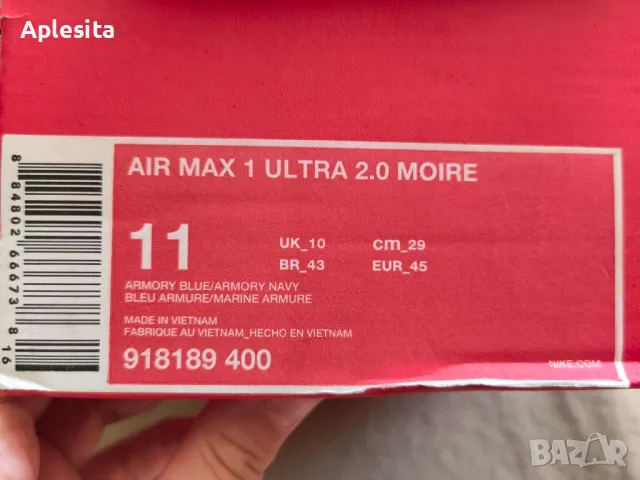 Aplesita
AIR MAX 1 ULTRA 2.0 MOIRE
11
UK_10 cm_29
BR_43 EUR_45
ARMORY BLUE/ARMORY NAVY
BLEU ARMURE/MARINE ARMURE
MADE IN VIETNAM
FABRIQUE AU VIETNAM_HECHO EN VIETNAM
918189 400
NIKE.COM
8 84802 66673 8 16
BAZAR